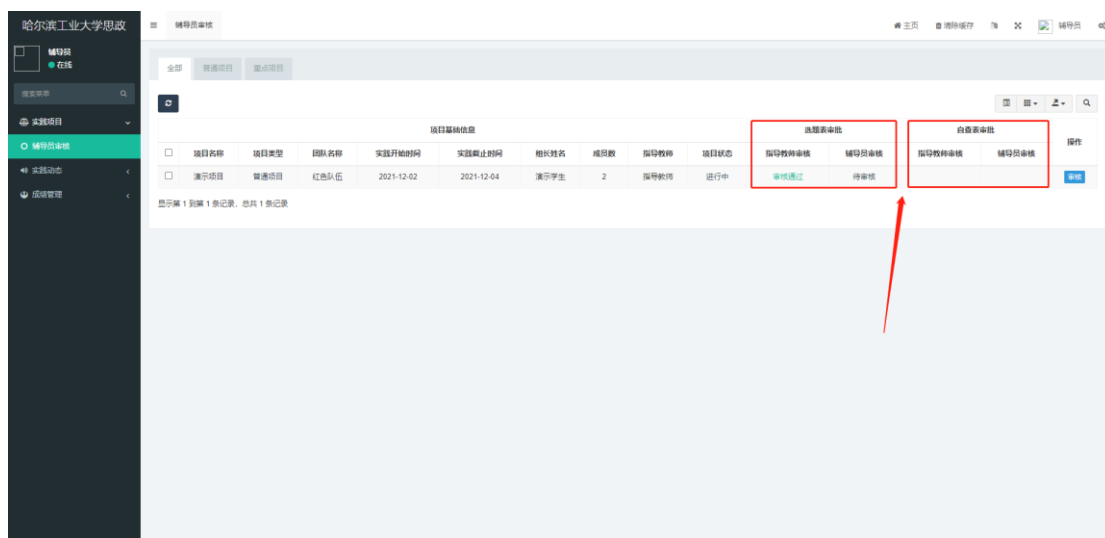 哈尔滨工业大学思政
辅导员审核
主页 清除缓存 辅导员
辅导员
在线
全部 普通项目 重点项目
搜索菜单
实践项目
辅导员审核
实践动态
成绩管理
项目基础信息 选题表审批 自查表审批 操作
项目名称 项目类型 团队名称 实践开始时间 实践截止时间 组长姓名 成员数 指导教师 项目状态 指导教师审核 辅导员审核 指导教师审核 辅导员审核
演示项目 普通项目 红色队伍 2021-12-02 2021-12-04 演示学生 2 指导教师 进行中 审核通过 待审核 审核
显示第 1 到第 1 条记录，总共 1 条记录